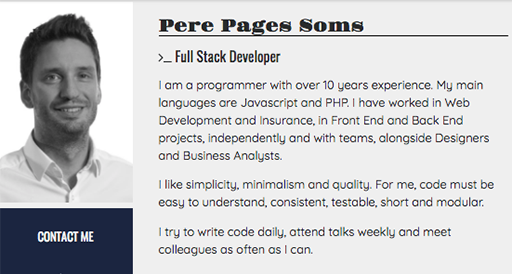 Pere Pages Soms
>_ Full Stack Developer
I am a programmer with over 10 years experience. My main
languages are Javascript and PHP. I have worked in Web
Development and Insurance, in Front End and Back End
projects, independently and with teams, alongside Designers
and Business Analysts.
I like simplicity, minimalism and quality. For me, code must be
easy to understand, consistent, testable, short and modular.
I try to write code daily, attend talks weekly and meet
colleagues as often as I can.
CONTACT ME